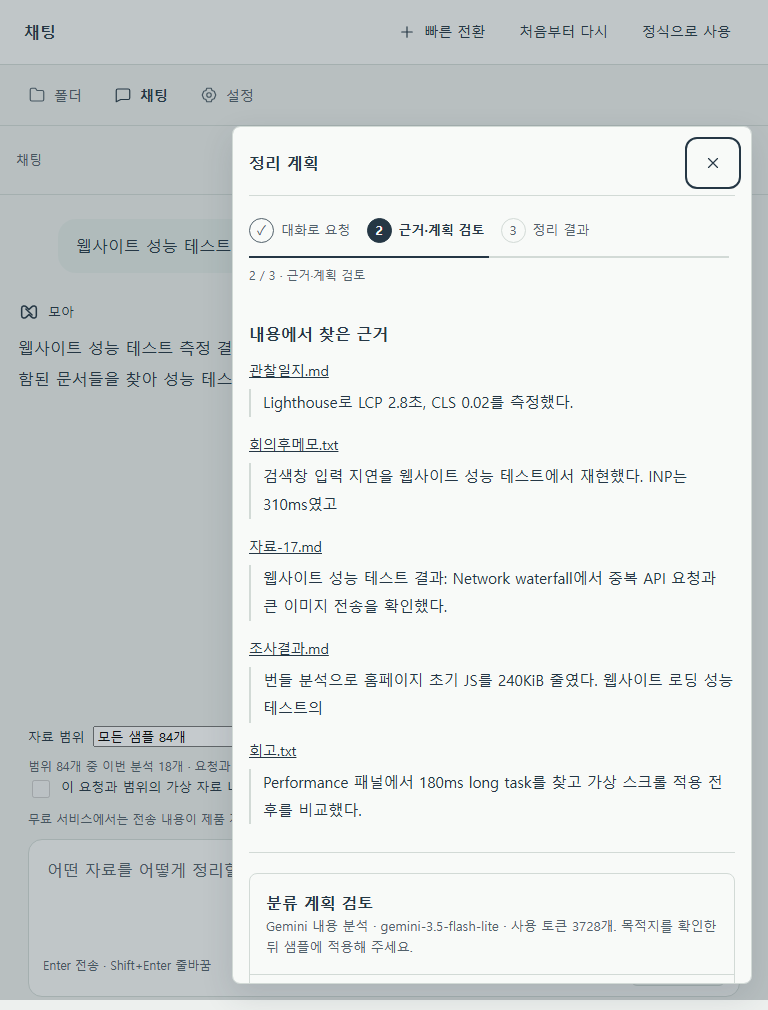 채팅
빠른 전환
처음부터 다시
정식으로 사용
폴더
채팅
설정
채팅
웹사이트 성능 테스트
모아
웹사이트 성능 테스트 측정 결
함된 문서들을 찾아 성능 테스
자료 범위
모든 샘플 84개
범위 84개 중 이번 분석 18개 · 요청과
이 요청과 범위의 가상 자료
무료 서비스에서는 전송 내용이 제품
어떤 자료를 어떻게 정리할
Enter 전송 · Shift+Enter 줄바꿈
정리 계획
대화로 요청
2 근거·계획 검토
3 정리 결과
2 / 3 · 근거·계획 검토
내용에서 찾은 근거
관찰일지.md
Lighthouse로 LCP 2.8초, CLS 0.02를 측정했다.
회의후메모.txt
검색창 입력 지연을 웹사이트 성능 테스트에서 재현했다. INP는
310ms였고
자료-17.md
웹사이트 성능 테스트 결과: Network waterfall에서 중복 API 요청과
큰 이미지 전송을 확인했다.
조사결과.md
번들 분석으로 홈페이지 초기 JS를 240KiB 줄였다. 웹사이트 로딩 성능
테스트의
회고.txt
Performance 패널에서 180ms long task를 찾고 가상 스크롤 적용 전
후를 비교했다.
분류 계획 검토
Gemini 내용 분석 · gemini-3.5-flash-lite · 사용 토큰 3728개. 목적지를 확인한
뒤 샘플에 적용해 주세요.